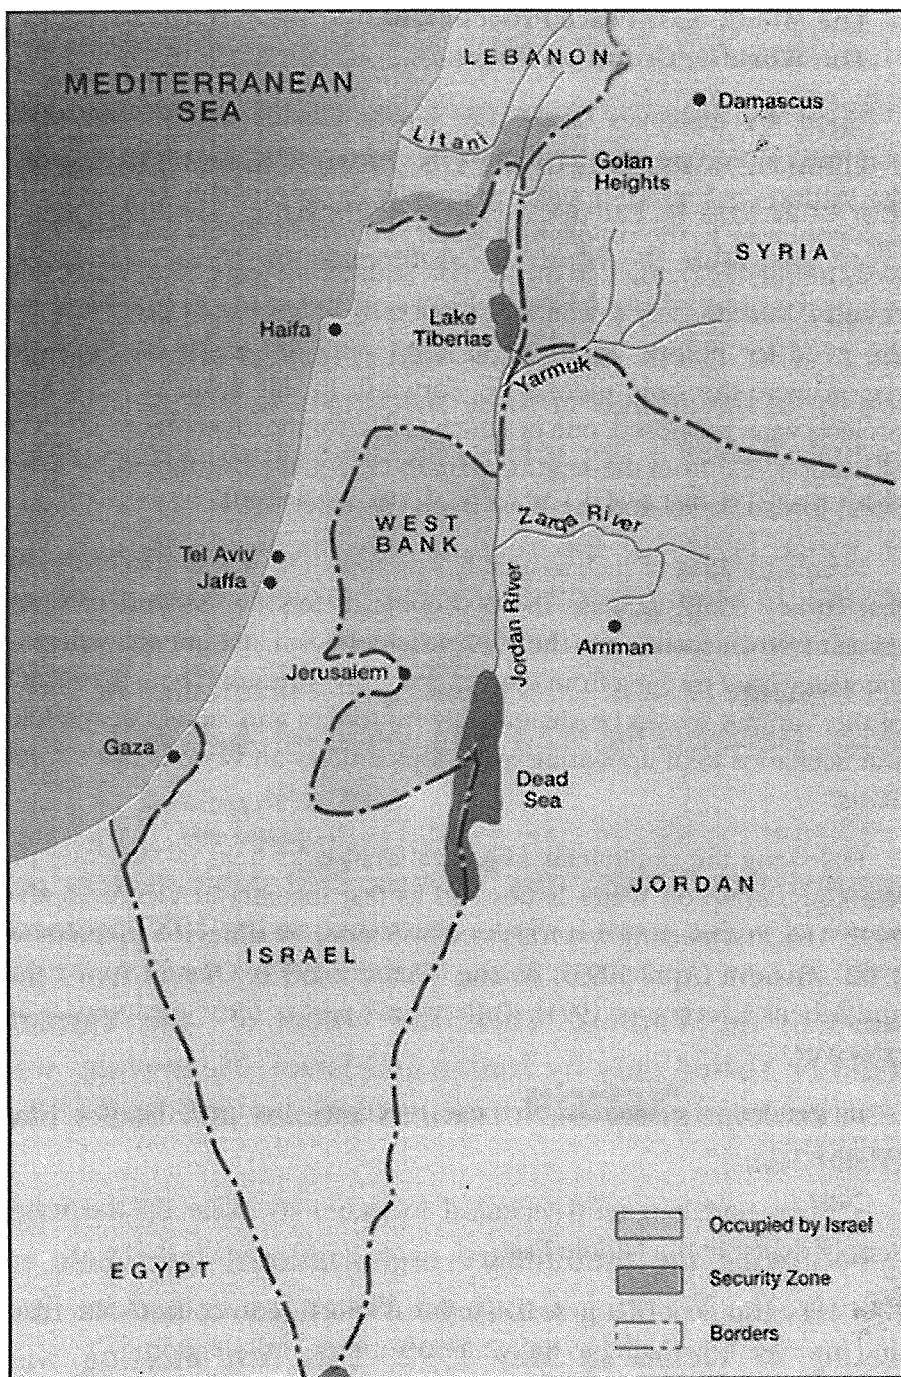 LEBANON
MEDITERRANEAN
SEA
Damascus
Litani
Golan
Heights
SYRIA
Haifa
Lake
Tiberias
Yarmuk
WEST
BANK
Zarqa River
Tel Aviv
Jaffa
Jordan River
Amman
Jerusalem
Gaza
Dead
Sea
JORDAN
ISRAEL
EGYPT
Occupied by Israel
Security Zone
Borders